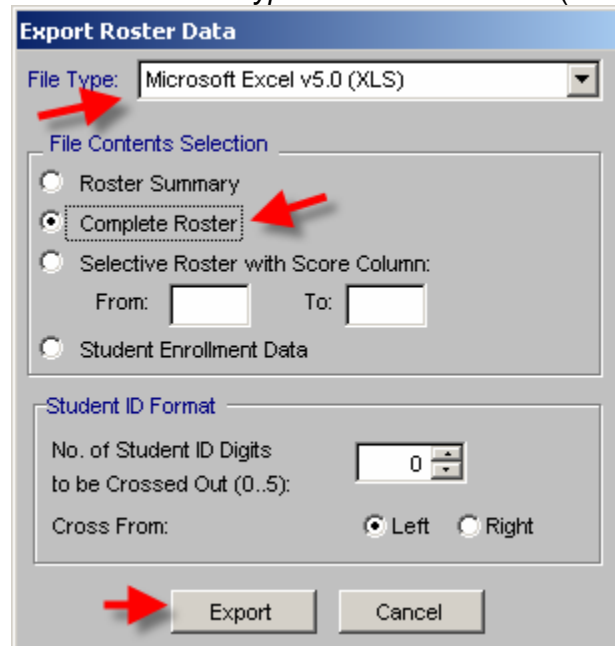 Export Roster Data
File Type: Microsoft Excel v5.0 (XLS)
File Contents Selection
Roster Summary
Complete Roster
Selective Roster with Score Column:
From: To:
Student Enrollment Data
Student ID Format
No. of Student ID Digits
to be Crossed Out (0..5): 0
Cross From: Left Right
Export Cancel